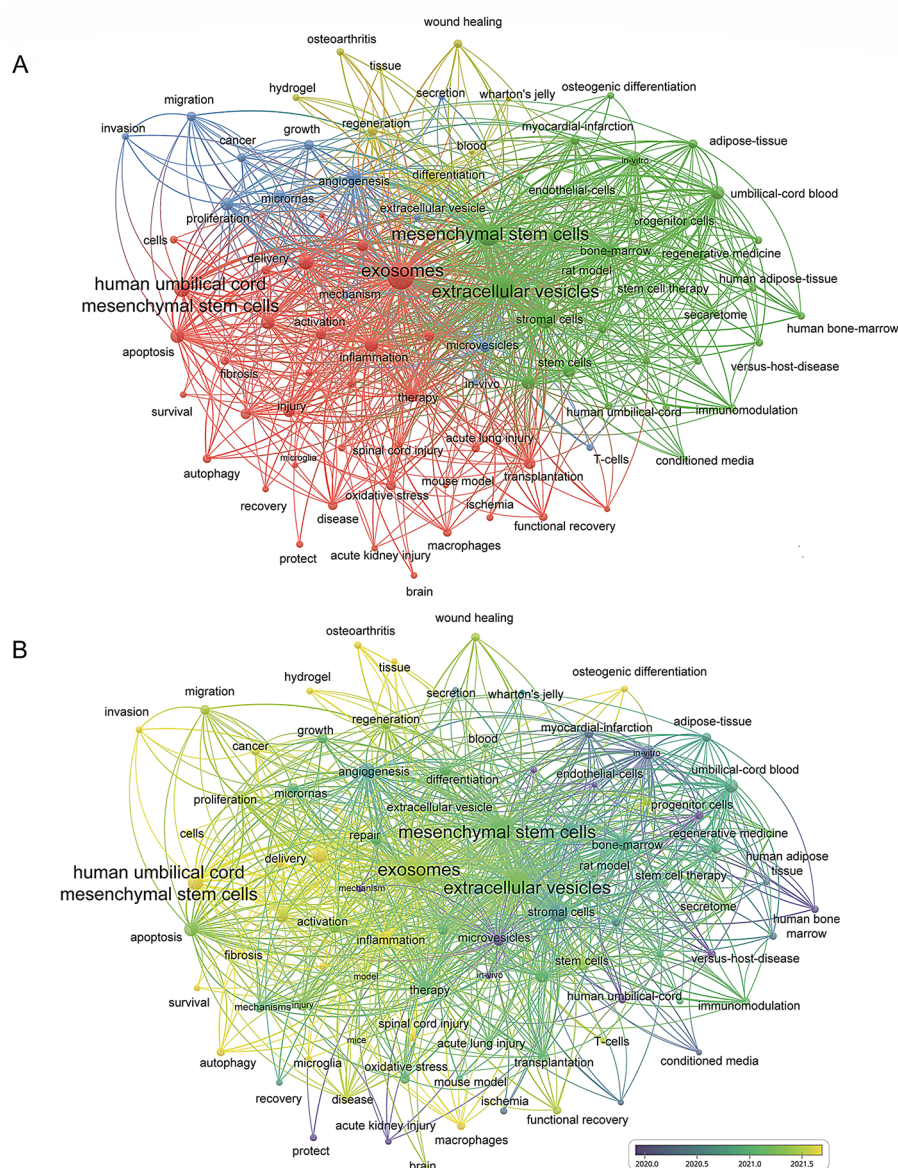 A
wound healing
osteoarthritis
tissue
hydrogel
secretion
wharton's jelly
osteogenic differentiation
migration
invasion
cancer
growth
regeneration
myocardial-infarction
adipose-tissue
blood
in-vitro
angiogenesis
differentiation
endothelial-cells
umbilical-cord blood
micrornas
proliferation
extracellular vesicle
progenitor cells
cells
mesenchymal stem cells
bone-marrow
regenerative medicine
delivery
exosomes
rat model
human umbilical cord
mesenchymal stem cells
mechanism
extracellular vesicles
stem cell therapy
human adipose-tissue
activation
stromal cells
secaretome
human bone-marrow
apoptosis
inflammation
microvesicles
fibrosis
stem cells
versus-host-disease
in-vivo
survival
injury
therapy
human umbilical-cord
immunomodulation
acute lung injury
microglia
spinal cord injury
T-cells
conditioned media
autophagy
mouse model
transplantation
recovery
oxidative stress
disease
ischemia
functional recovery
protect
acute kidney injury
macrophages
brain
B
wound healing
osteoarthritis
tissue
osteogenic differentiation
hydrogel
secretion
wharton's jelly
migration
invasion
growth
regeneration
myocardial-infarction
adipose-tissue
cancer
blood
in-vitro
angiogenesis
differentiation
endothelial-cells
umbilical-cord blood
proliferation
micrornas
extracellular vesicle
progenitor cells
cells
repair
mesenchymal stem cells
bone-marrow
regenerative medicine
delivery
human umbilical cord
mesenchymal stem cells
exosomes
rat model
human adipose
tissue
mechanism
extracellular vesicles
stem cell therapy
activation
stromal cells
secretome
human bone
marrow
apoptosis
inflammation
microvesicles
fibrosis
stem cells
versus-host-disease
model
in-vivo
survival
mechanisms
injury
therapy
human umbilical-cord
immunomodulation
spinal cord injury
mice
acute lung injury
T-cells
autophagy
microglia
oxidative stress
transplantation
conditioned media
recovery
mouse model
disease
ischemia
functional recovery
protect
acute kidney injury
macrophages
brain
2020.0 2020.5 2021.0 2021.5